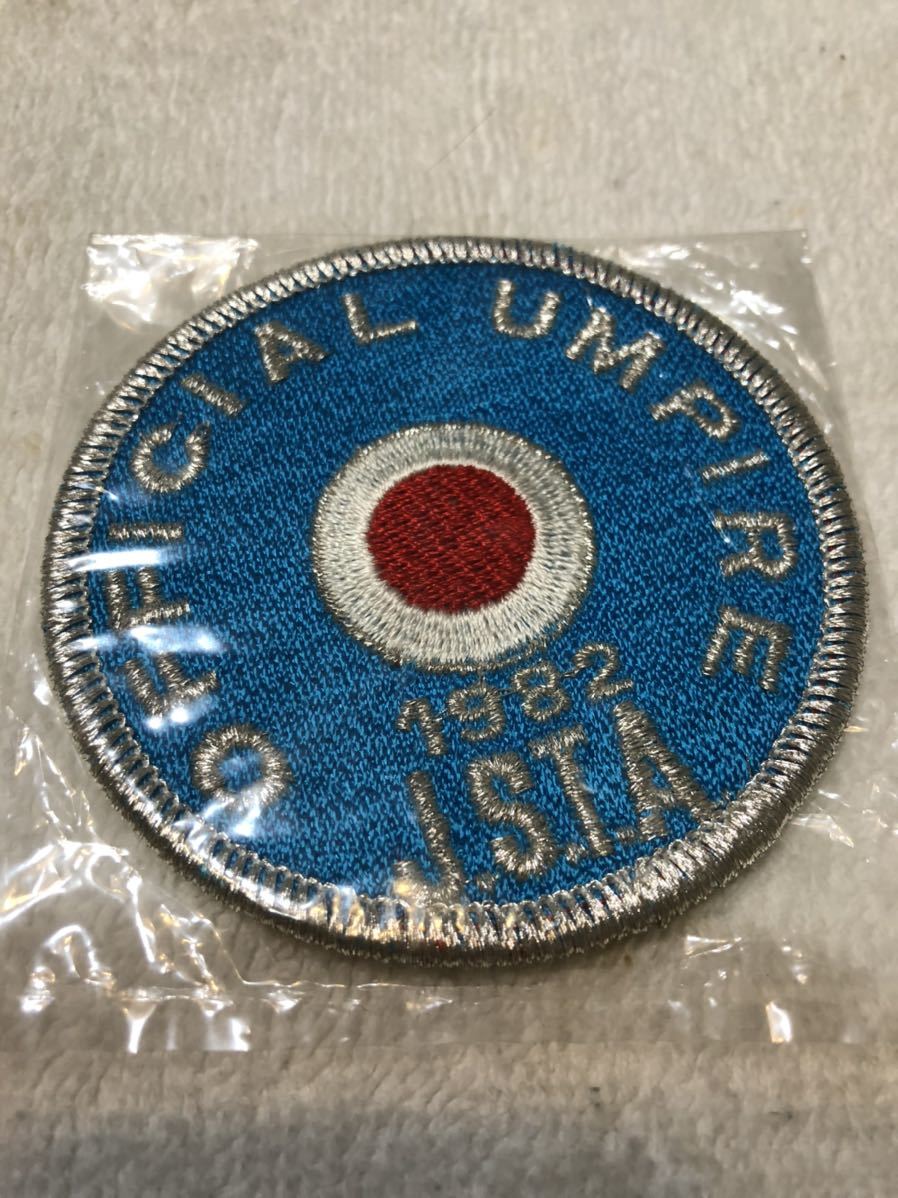 OFFICIAL UMPIRE
1982
J.S.T.A